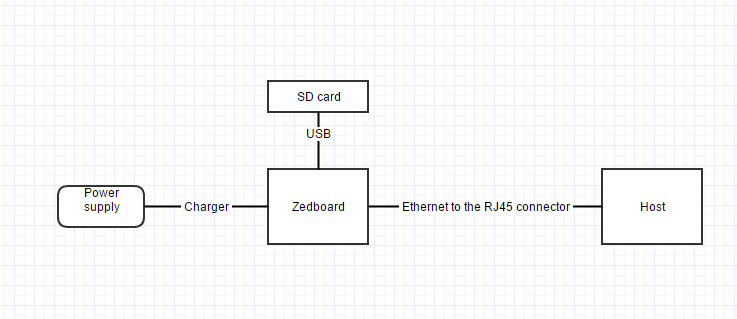 SD card
USB
Power
supply
Charger
Zedboard
Ethernet to the RJ45 connector
Host